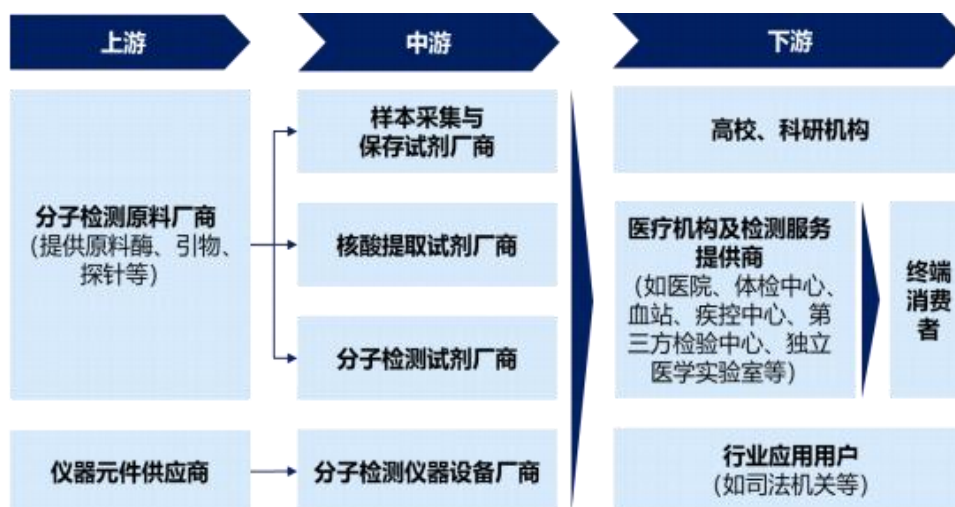 上游
中游
下游
分子检测原料厂商
(提供原料酶、引物、
探针等)
仪器元件供应商
样本采集与
保存试剂厂商
核酸提取试剂厂商
分子检测试剂厂商
分子检测仪器设备厂商
高校、科研机构
医疗机构及检测服务
提供商
(如医院、体检中心、
血站、疾控中心、第
三方检验中心、独立
医学实验室等)
终端
消费
者
行业应用用户
(如司法机关等)